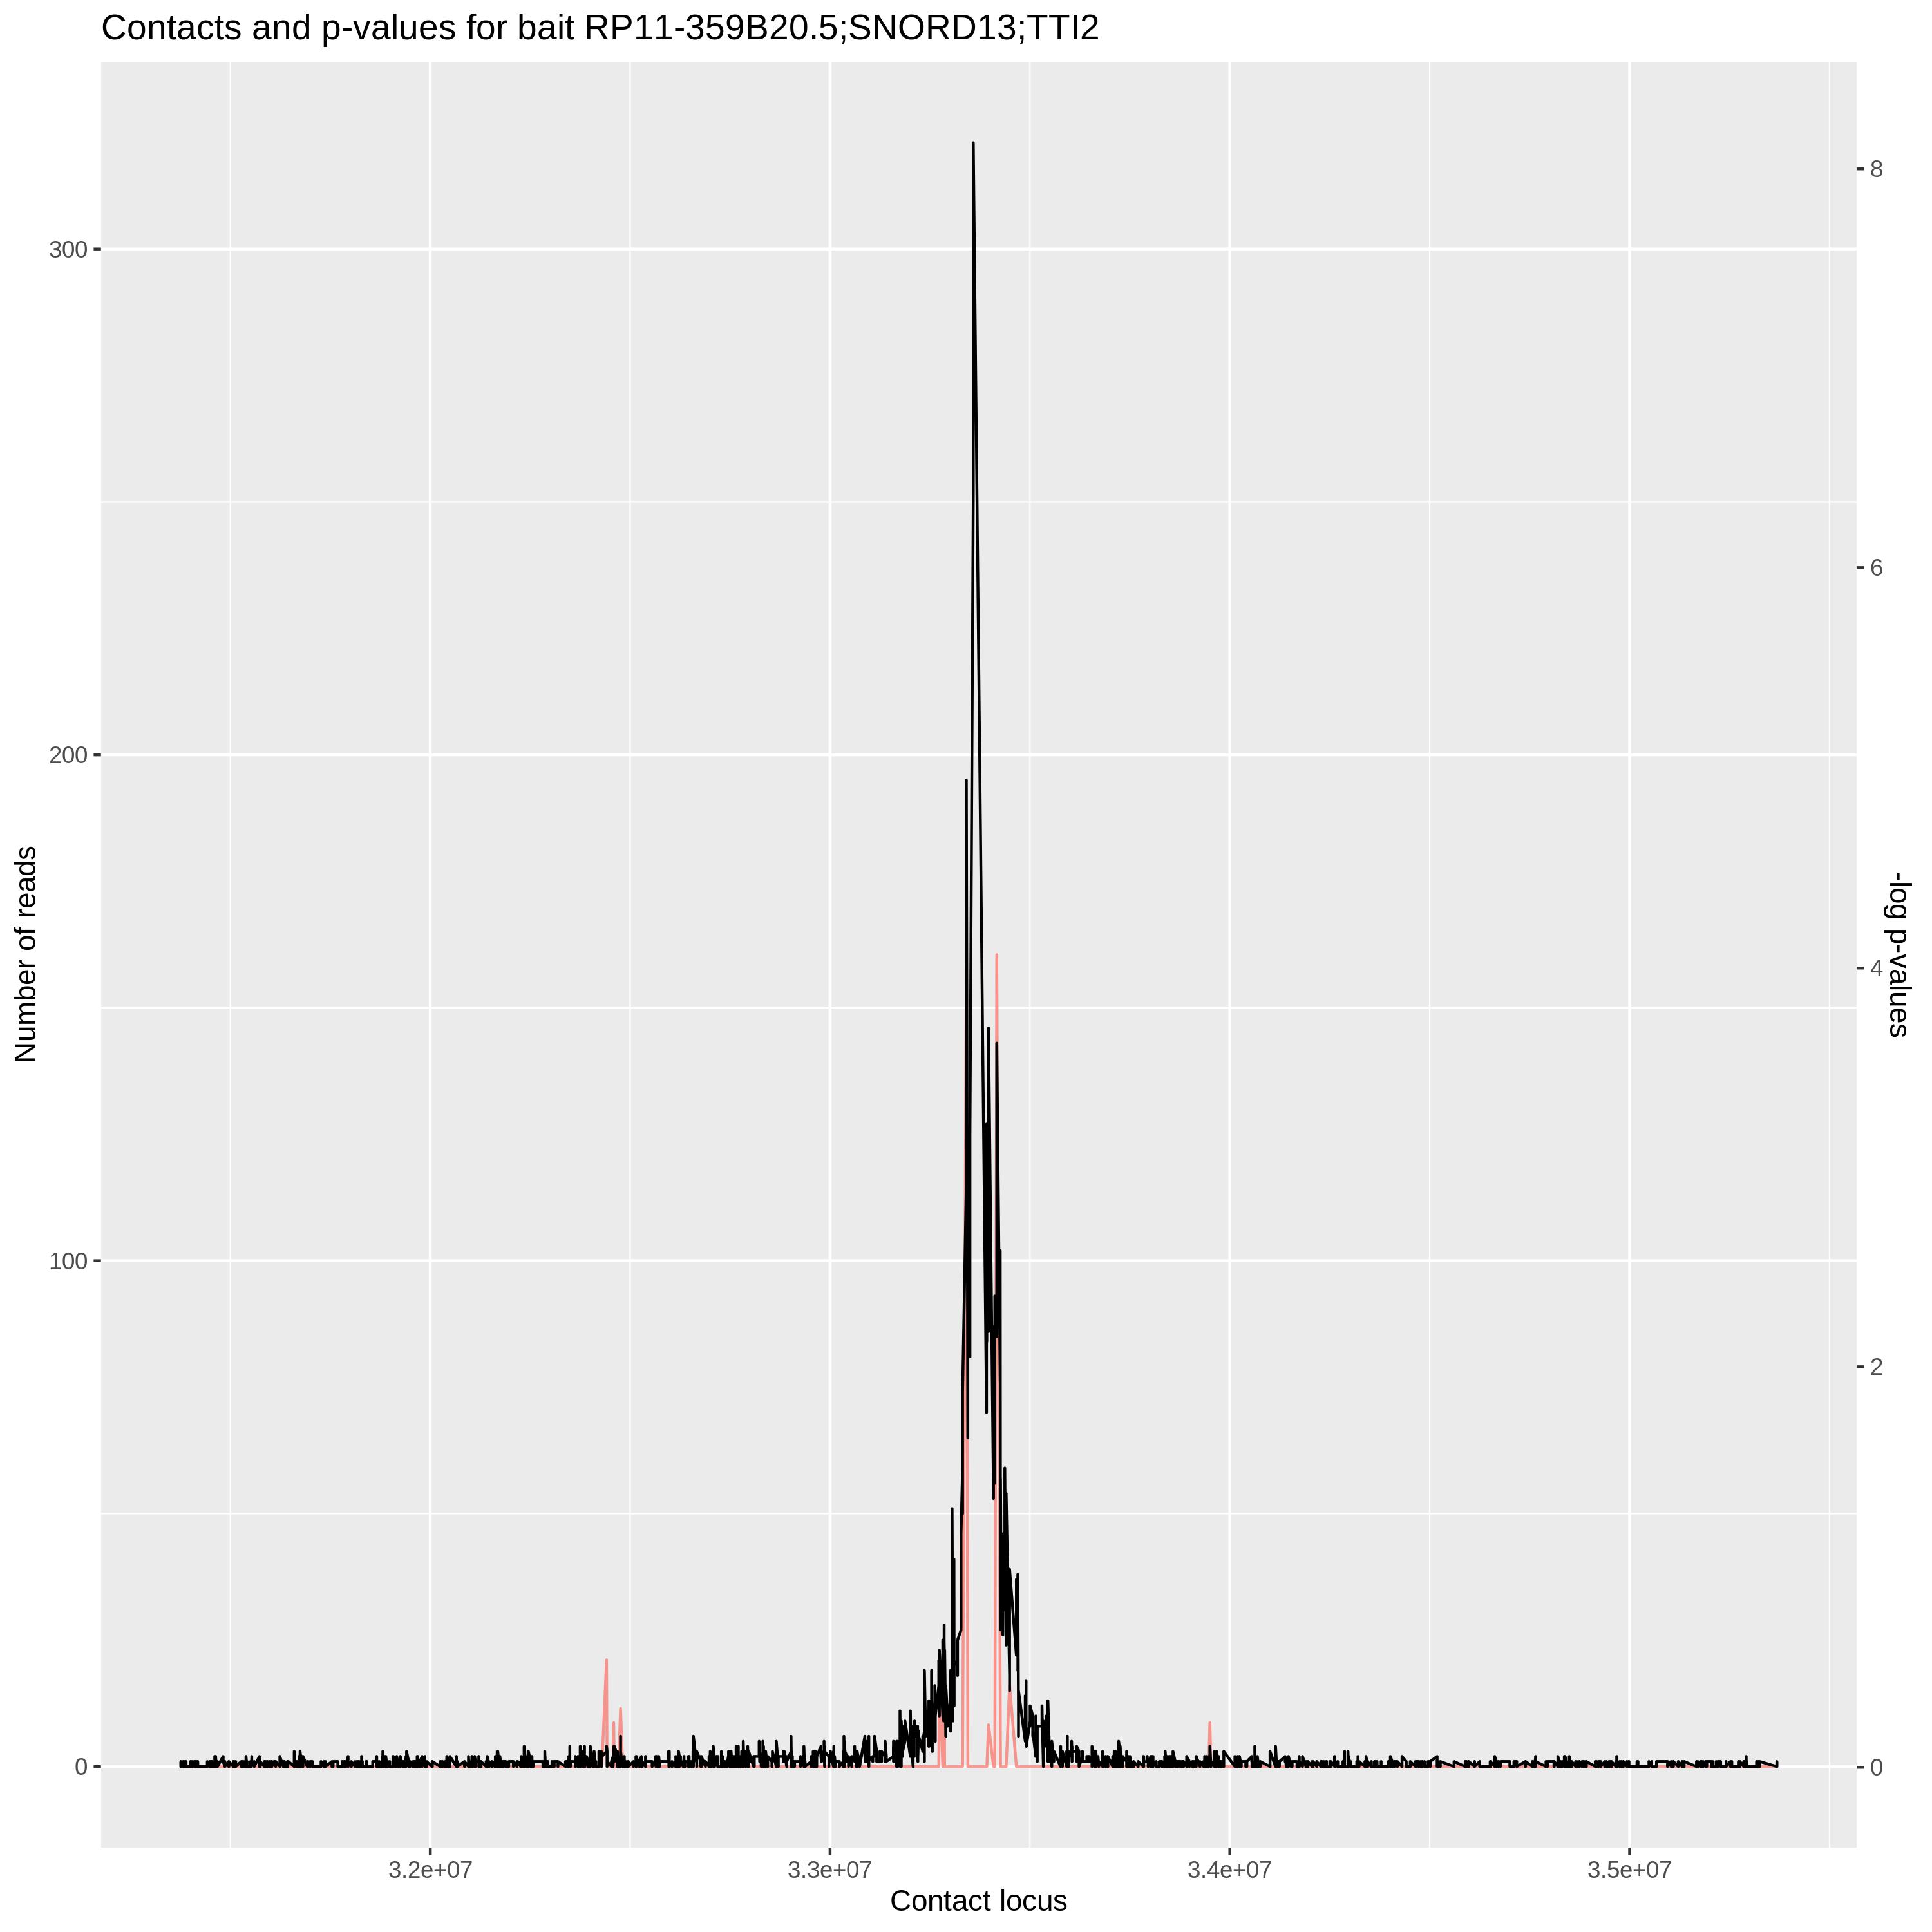 Contacts and p-values for bait RP11-359B20.5;SNORD13;TTI2
300
200
100
0
Number of reads
8
6
4
2
0
-log p-values
3.2e+07 3.3e+07 3.4e+07 3.5e+07
Contact locus